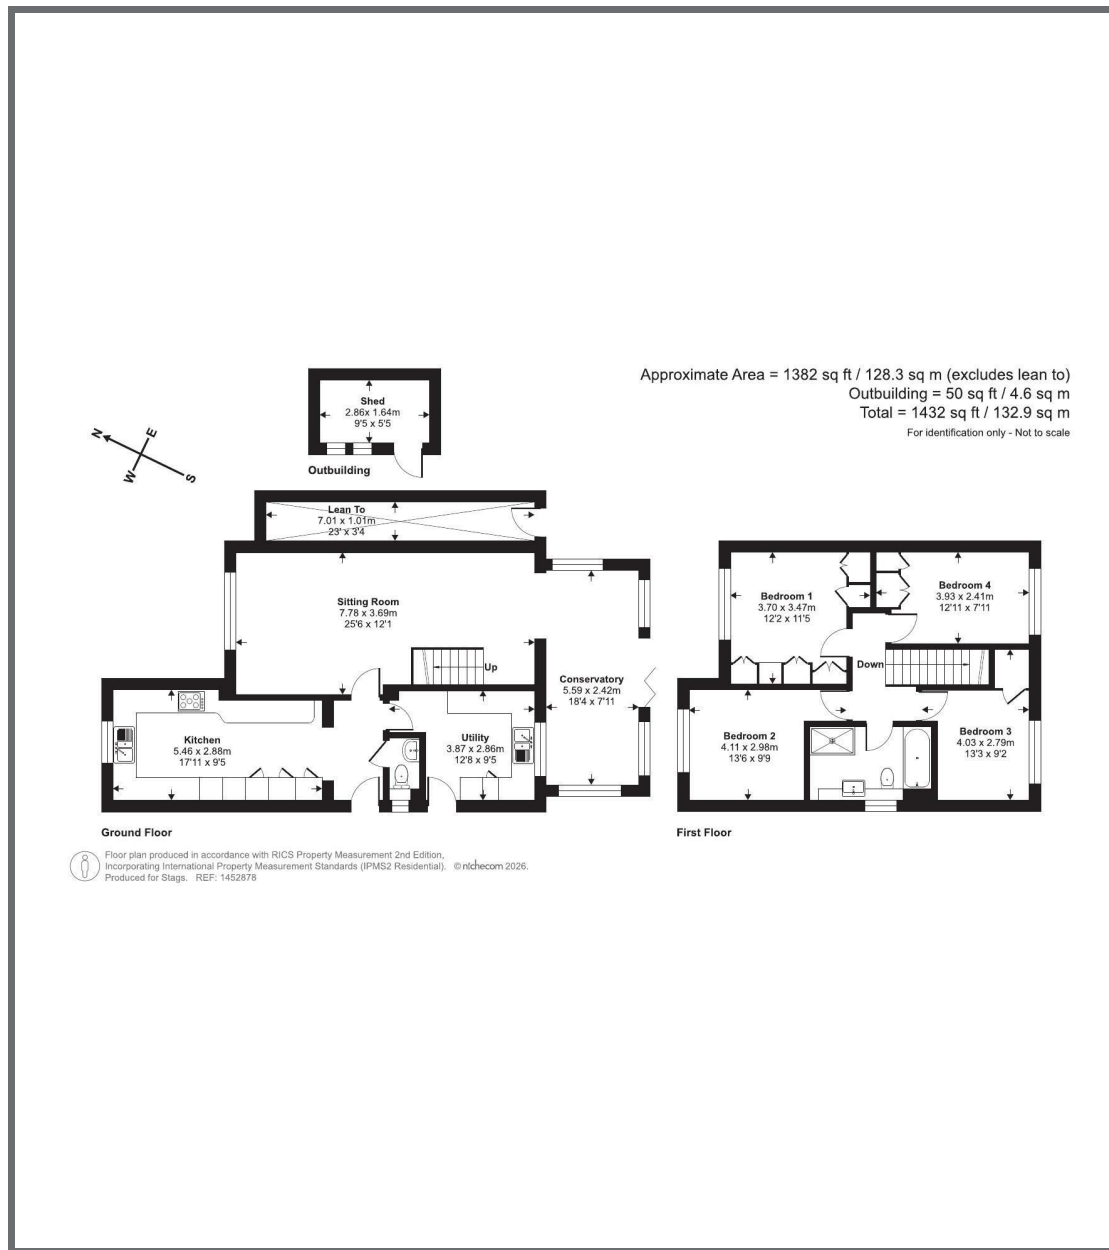 Approximate Area = 1382 sq ft / 128.3 sq m (excludes lean to)
Outbuilding = 50 sq ft / 4.6 sq m
Total = 1432 sq ft / 132.9 sq m
For identification only - Not to scale
N
E
W
S
Shed
2.86x 1.64m
9'5 x 5'5
Outbuilding
Lean To
7.01 x 1.01m
23' x 3'4
Sitting Room
7.78 x 3.69m
25'6 x 12'1
Up
Conservatory
5.59 x 2.42m
18'4 x 7'11
Kitchen
5.46 x 2.88m
17'11 x 9'5
Utility
3.87 x 2.86m
12'8 x 9'5
Ground Floor
Bedroom 1
3.70 x 3.47m
12'2 x 11'5
Bedroom 4
3.93 x 2.41m
12'11 x 7'11
Down
Bedroom 2
4.11 x 2.98m
13'6 x 9'9
Bedroom 3
4.03 x 2.79m
13'3 x 9'2
First Floor
Floor plan produced in accordance with RICS Property Measurement 2nd Edition,
Incorporating International Property Measurement Standards (IPMS2 Residential). © nichecom 2026.
Produced for Stags. REF: 1452878